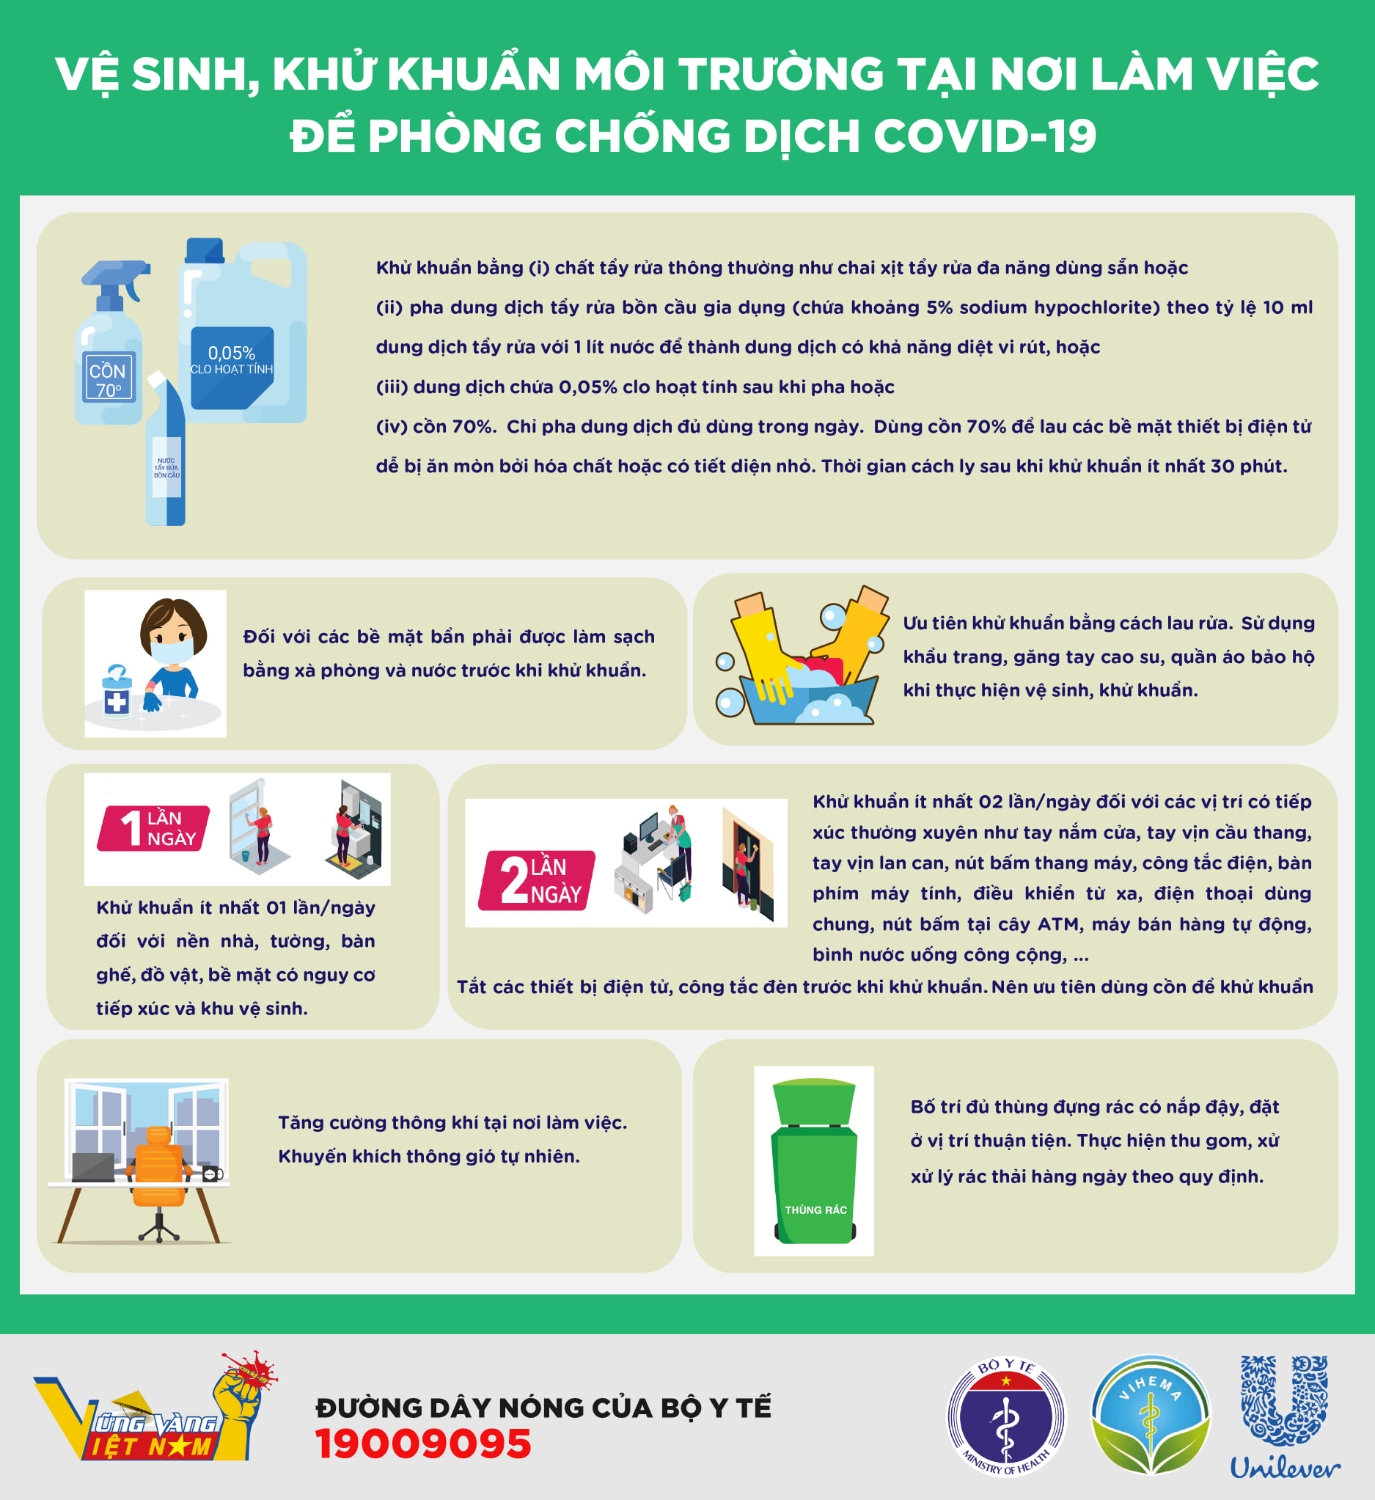 VỆ SINH, KHỬ KHUẨN MÔI TRƯỜNG TẠI NƠI LÀM VIỆC
ĐỂ PHÒNG CHỐNG DỊCH COVID-19
CỒN
70º
0,05%
CLO HOẠT TÍNH
NƯỚC
TẨY RỬA
BỒN CẦU
Khử khuẩn bằng (i) chất tẩy rửa thông thường như chai xịt tẩy rửa đa năng dùng sẵn hoặc
(ii) pha dung dịch tẩy rửa bồn cầu gia dụng (chứa khoảng 5% sodium hypochlorite) theo tỷ lệ 10 ml
dung dịch tẩy rửa với 1 lít nước để thành dung dịch có khả năng diệt vi rút, hoặc
(iii) dung dịch chứa 0,05% clo hoạt tính sau khi pha hoặc
(iv) cồn 70%. Chỉ pha dung dịch đủ dùng trong ngày. Dùng cồn 70% để lau các bề mặt thiết bị điện tử
dễ bị ăn mòn bởi hóa chất hoặc có tiết diện nhỏ. Thời gian cách ly sau khi khử khuẩn ít nhất 30 phút.
Đối với các bề mặt bẩn phải được làm sạch
bằng xà phòng và nước trước khi khử khuẩn.
Ưu tiên khử khuẩn bằng cách lau rửa. Sử dụng
khẩu trang, găng tay cao su, quần áo bảo hộ
khi thực hiện vệ sinh, khử khuẩn.
1 LẦN
NGÀY
Khử khuẩn ít nhất 01 lần/ngày
đối với nền nhà, tường, bàn
ghế, đồ vật, bề mặt có nguy cơ
tiếp xúc và khu vệ sinh.
2 LẦN
NGÀY
Khử khuẩn ít nhất 02 lần/ngày đối với các vị trí có tiếp
xúc thường xuyên như tay nắm cửa, tay vịn cầu thang,
tay vịn lan can, nút bấm thang máy, công tắc điện, bàn
phím máy tính, điều khiển từ xa, điện thoại dùng
chung, nút bấm tại cây ATM, máy bán hàng tự động,
bình nước uống công cộng, ...
Tắt các thiết bị điện tử, công tắc đèn trước khi khử khuẩn. Nên ưu tiên dùng cồn để khử khuẩn
Tăng cường thông khí tại nơi làm việc.
Khuyến khích thông gió tự nhiên.
THÙNG RÁC
Bố trí đủ thùng đựng rác có nắp đậy, đặt
ở vị trí thuận tiện. Thực hiện thu gom, xử
xử lý rác thải hàng ngày theo quy định.
VỮNG VÀNG
VIỆT NAM
ĐƯỜNG DÂY NÓNG CỦA BỘ Y TẾ
19009095
BỘ Y TẾ
MINISTRY OF HEALTH
VIHEMA
Unilever